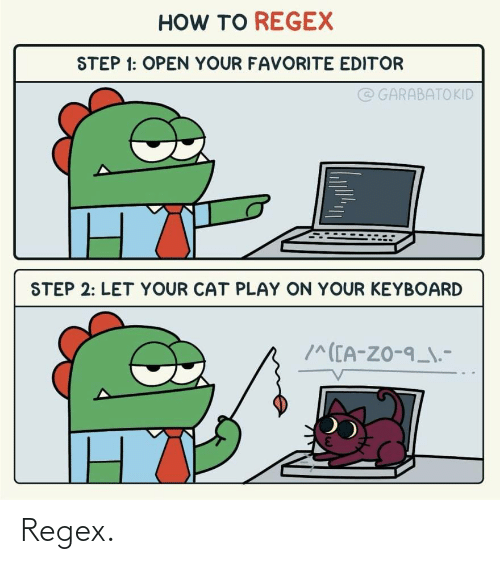 HOW TO REGEX
STEP 1: OPEN YOUR FAVORITE EDITOR
@GARABATOKID
STEP 2: LET YOUR CAT PLAY ON YOUR KEYBOARD
/^([A-ZO-9_\.-
Regex.